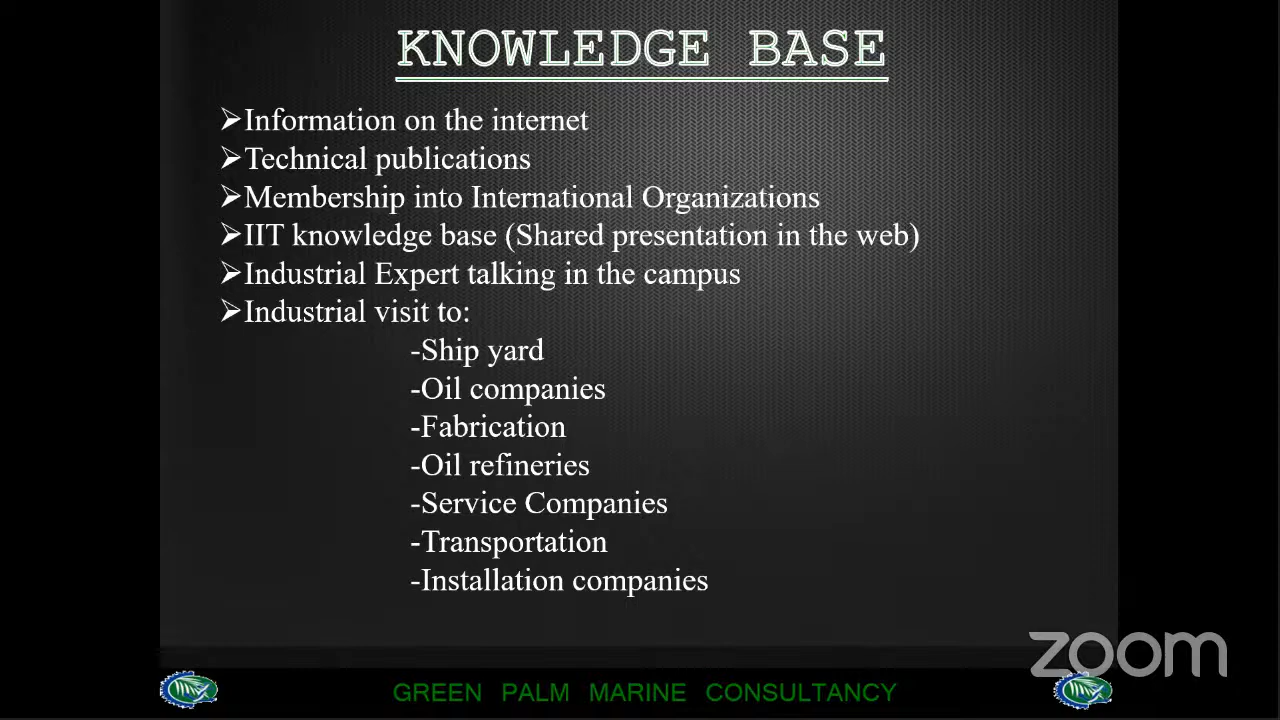 KNOWLEDGE BASE
➢Information on the internet
➢Technical publications
➢Membership into International Organizations
➢IIT knowledge base (Shared presentation in the web)
➢Industrial Expert talking in the campus
➢Industrial visit to:
-Ship yard
-Oil companies
-Fabrication
-Oil refineries
-Service Companies
-Transportation
-Installation companies
zoom
GREEN PALM MARINE CONSULTANCY